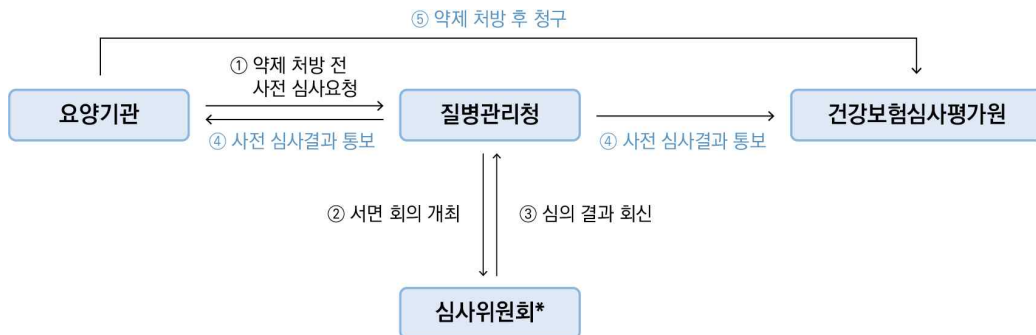 ⑤ 약제 처방 후 청구
① 약제 처방 전
사전 심사요청
요양기관
질병관리청
건강보험심사평가원
④ 사전 심사결과 통보
④ 사전 심사결과 통보
② 서면 회의 개최
③ 심의 결과 회신
심사위원회*